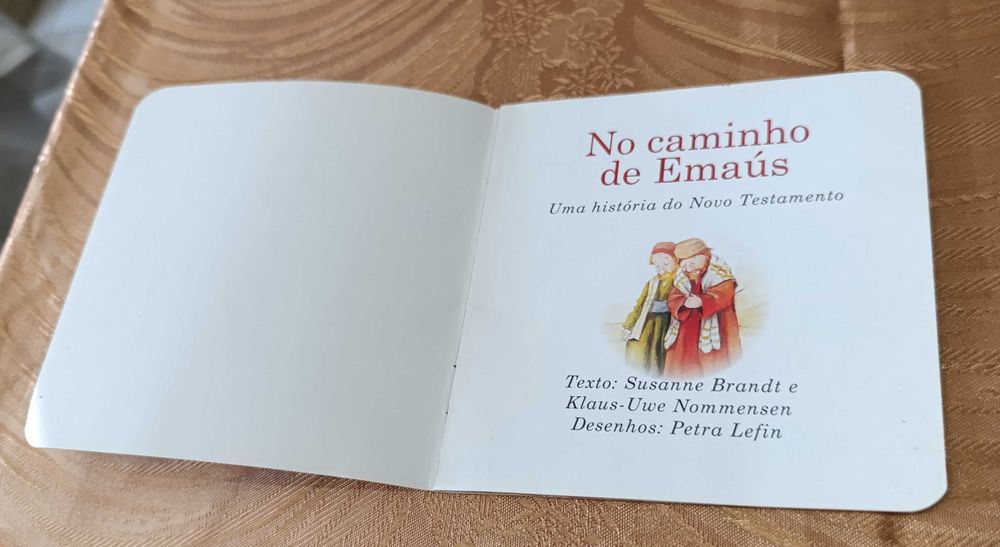 No caminho
de Emaús
Uma história do Novo Testamento
Texto: Susanne Brandt e
Klaus-Uwe Nommensen
Desenhos: Petra Lefin